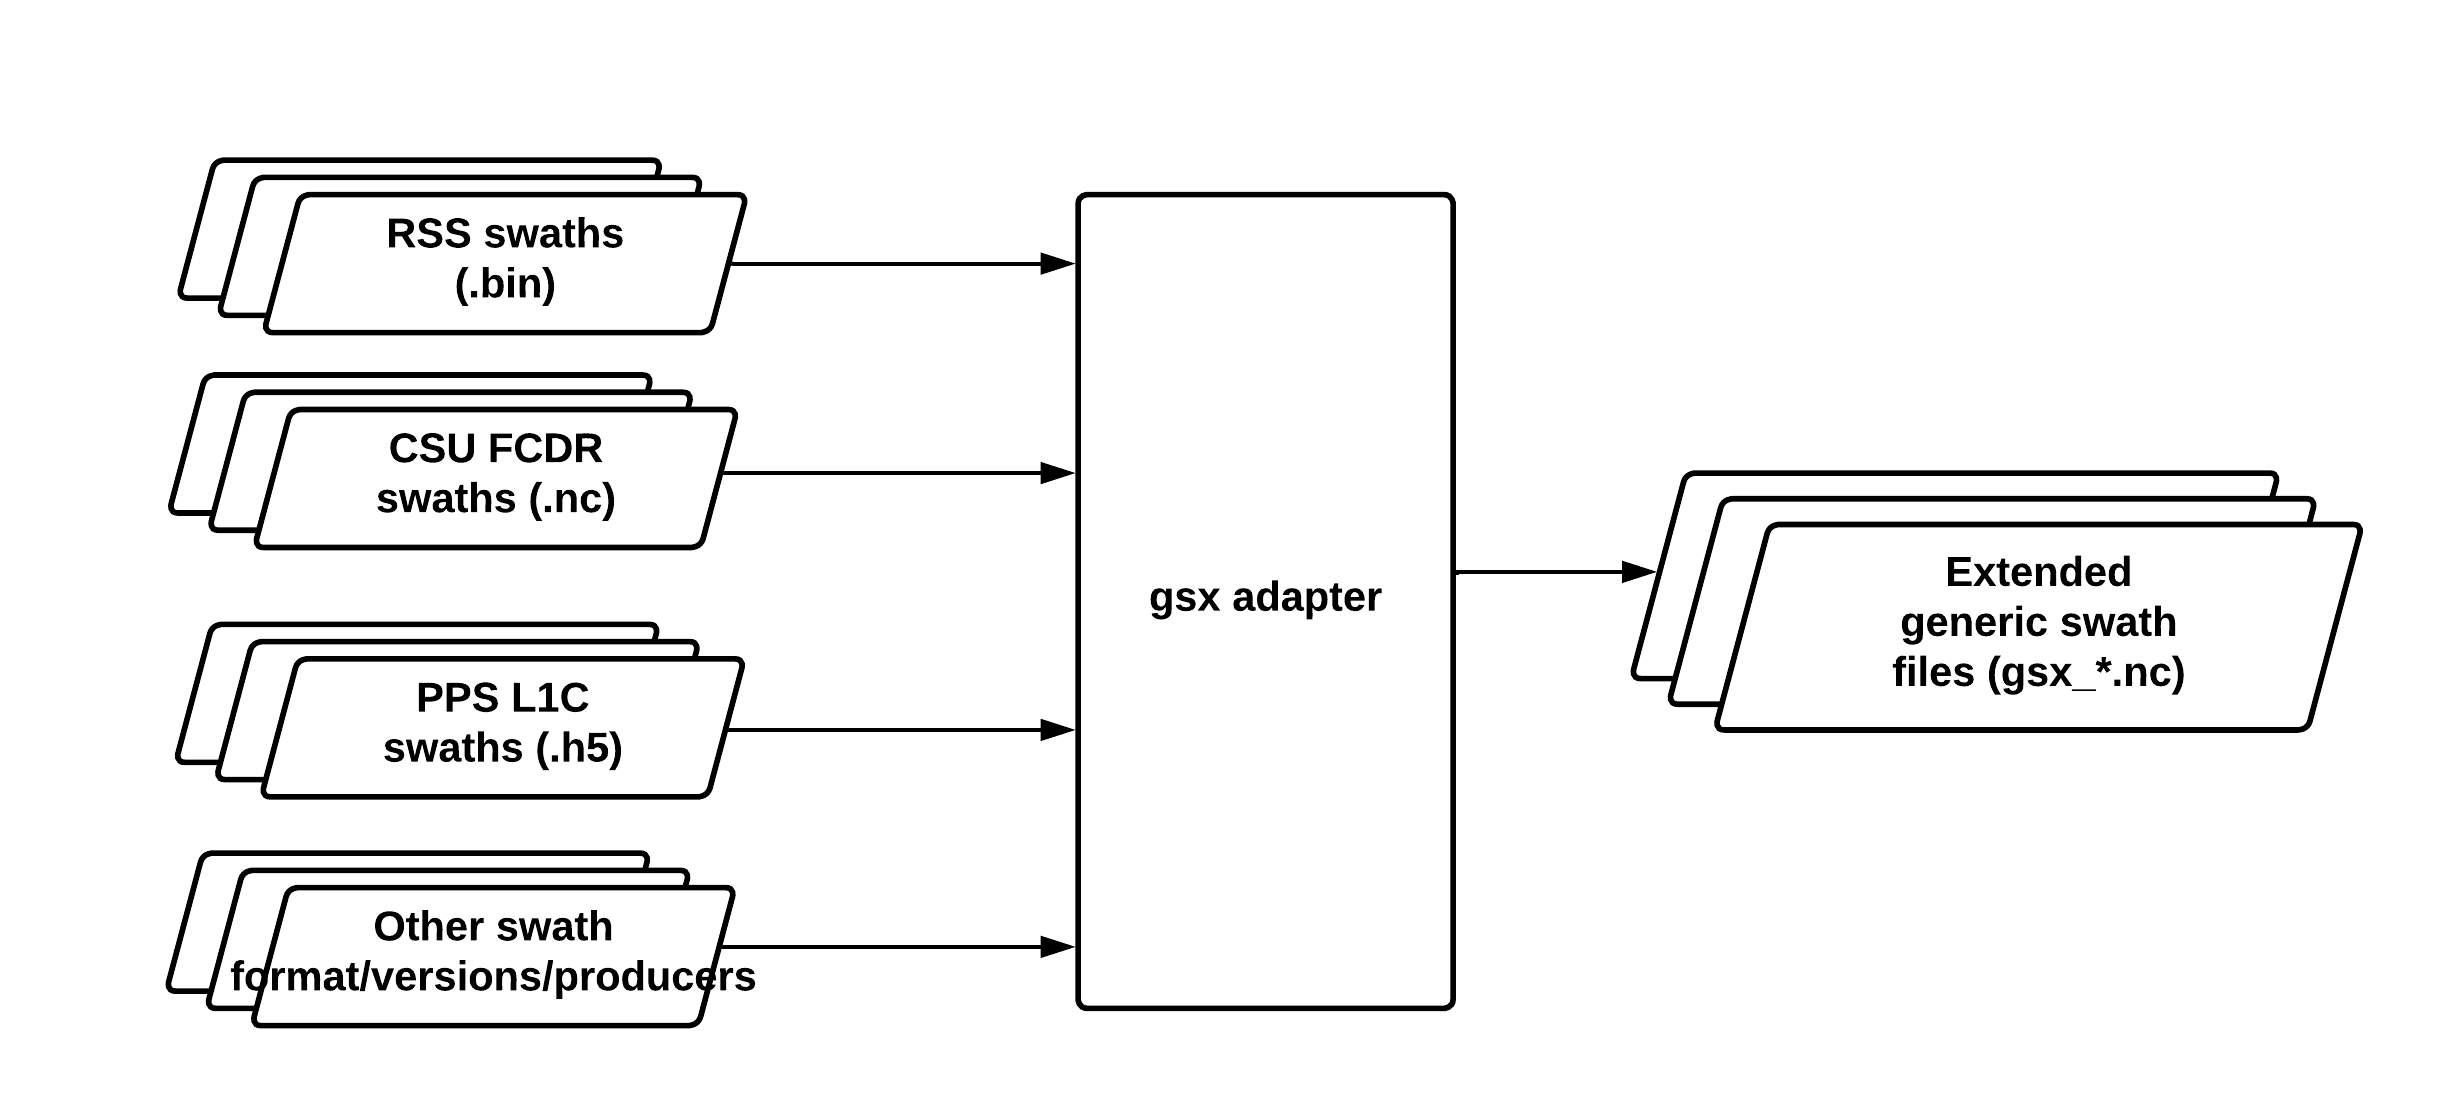 RSS swaths
(.bin)
CSU FCDR
swaths (.nc)
PPS L1C
swaths (.h5)
Other swath
format/versions/producers
gsx adapter
Extended
generic swath
files (gsx_*.nc)